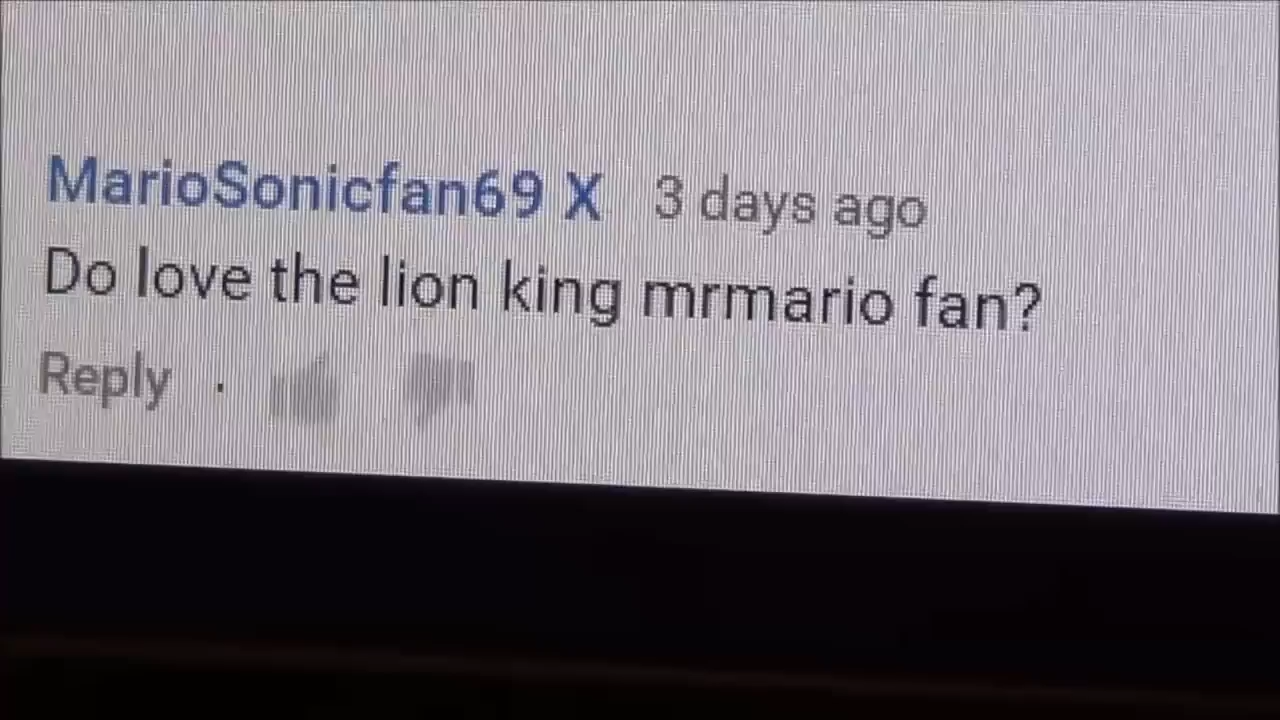 MarioSonicfan69 X 3 days ago
Do love the lion king mrmario fan?
Reply ·